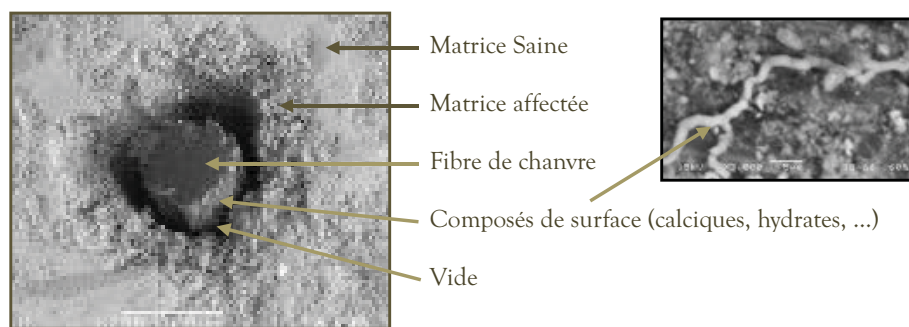 Matrice Saine
Matrice affectée
Fibre de chanvre
Composés de surface (calciques, hydrates, ...)
Vide